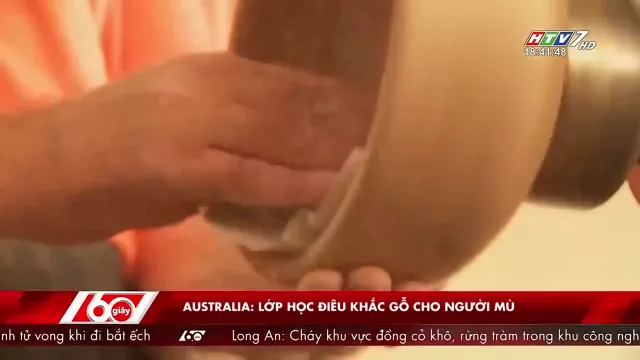 HTV7 HD
18:41:48
60 giây
AUSTRALIA: LỚP HỌC ĐIÊU KHẮC GỖ CHO NGƯỜI MÙ
ình tử vong khi đi bắt ếch 60 Long An: Cháy khu vực đồng cỏ khô, rừng tràm trong khu công ngh